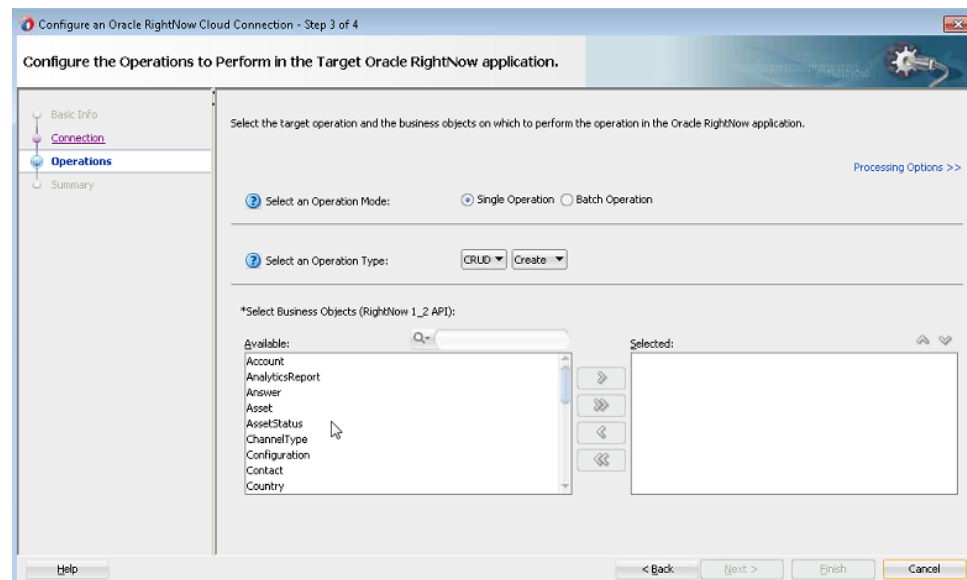 Configure an Oracle RightNow Cloud Connection - Step 3 of 4
Configure the Operations to Perform in the Target Oracle RightNow application.
Basic Info
Connection
Operations
Summary
Select the target operation and the business objects on which to perform the operation in the Oracle RightNow application.
Processing Options >>
Select an Operation Mode: Single Operation Batch Operation
Select an Operation Type: CRUD Create
*Select Business Objects (RightNow 1_2 API):
Available: Selected:
Account
AnalyticsReport
Answer
Asset
AssetStatus
ChannelType
Configuration
Contact
Country
Help < Back Next > Finish Cancel